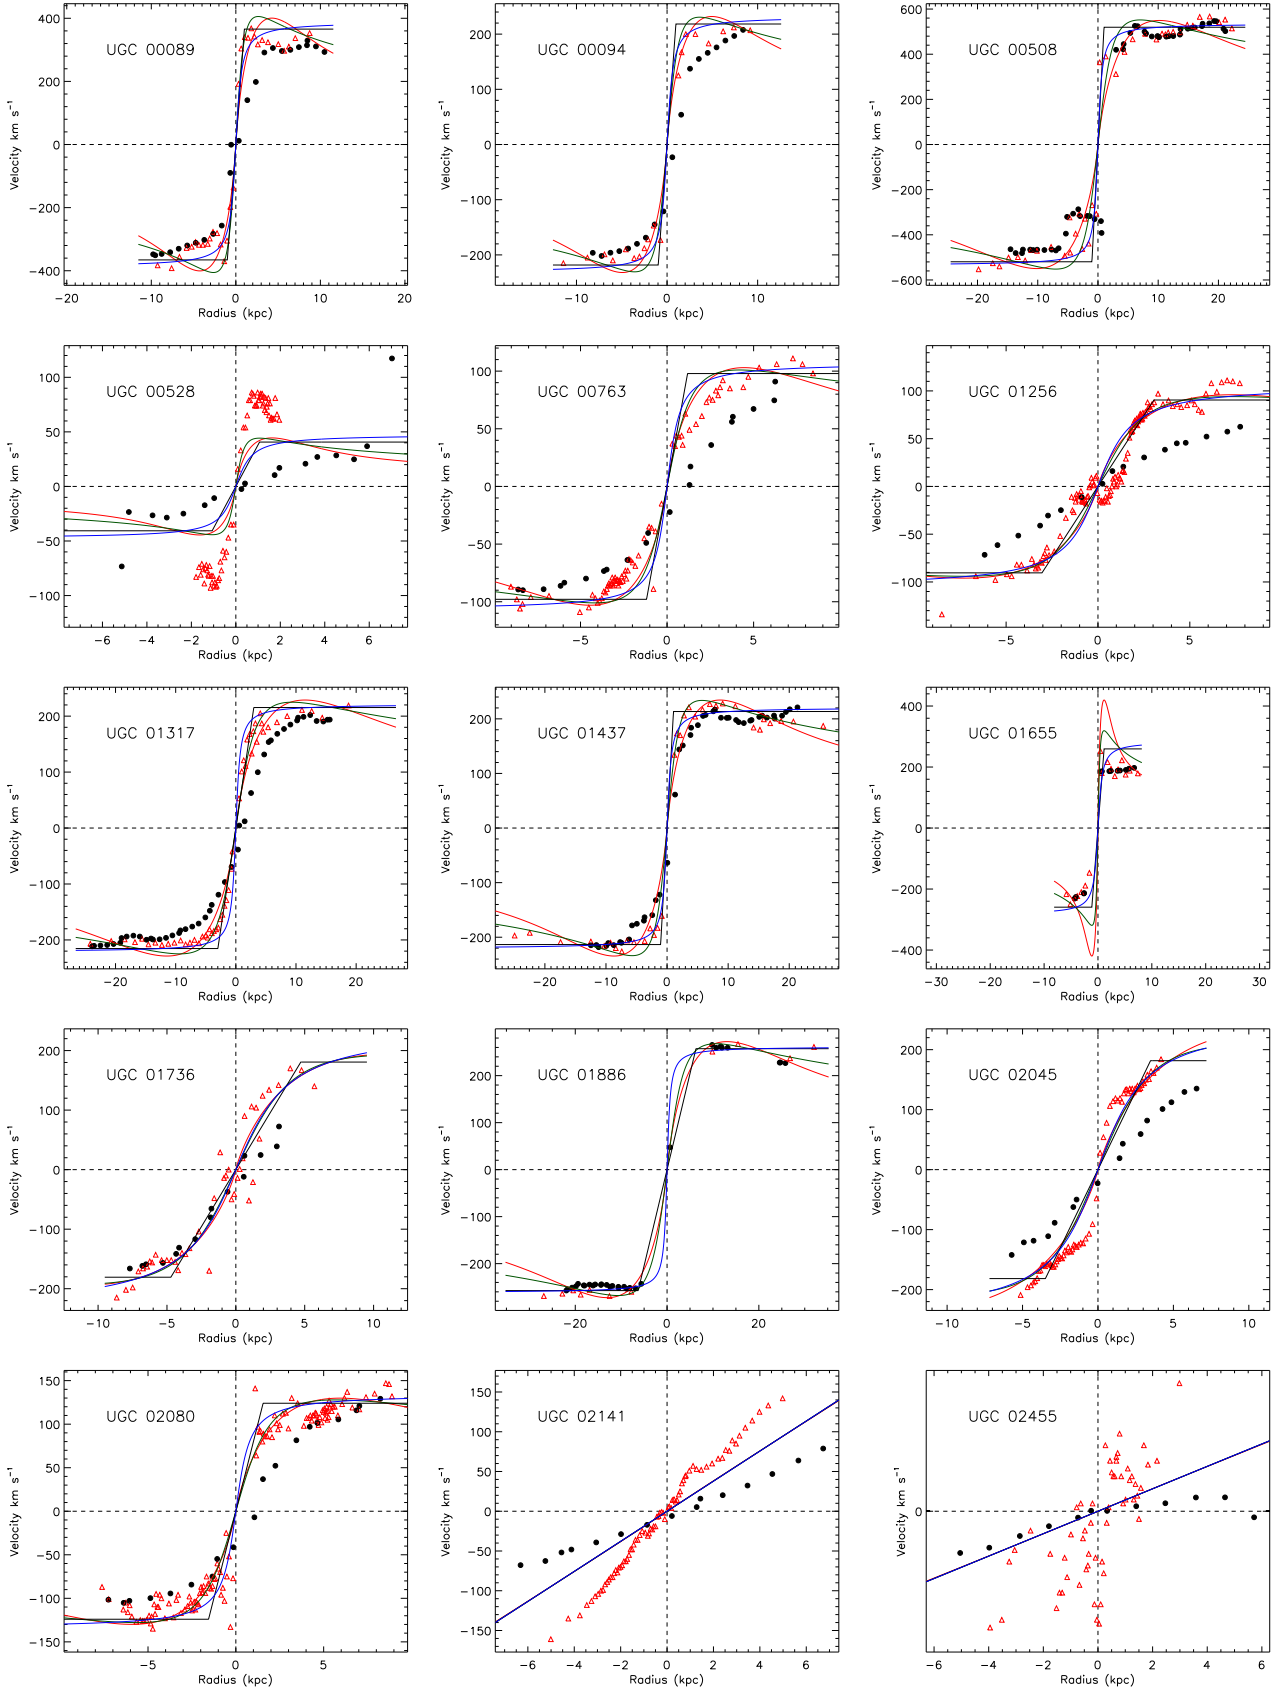 UGC 00089
Velocity km s⁻¹
400
200
0
−200
−400
−20 −10 0 10 20
Radius (kpc)
UGC 00094
Velocity km s⁻¹
200
100
0
−100
−200
−10 0 10
Radius (kpc)
UGC 00508
Velocity km s⁻¹
600
400
200
0
−200
−400
−600
−20 −10 0 10 20
Radius (kpc)
UGC 00528
Velocity km s⁻¹
100
50
0
−50
−100
−6 −4 −2 0 2 4 6
Radius (kpc)
UGC 00763
Velocity km s⁻¹
100
50
0
−50
−100
−5 0 5
Radius (kpc)
UGC 01256
Velocity km s⁻¹
100
50
0
−50
−100
−5 0 5
Radius (kpc)
UGC 01317
Velocity km s⁻¹
200
100
0
−100
−200
−20 −10 0 10 20
Radius (kpc)
UGC 01437
Velocity km s⁻¹
200
100
0
−100
−200
−20 −10 0 10 20
Radius (kpc)
UGC 01655
Velocity km s⁻¹
400
200
0
−200
−400
−30 −20 −10 0 10 20 30
Radius (kpc)
UGC 01736
Velocity km s⁻¹
200
100
0
−100
−200
−10 −5 0 5 10
Radius (kpc)
UGC 01886
Velocity km s⁻¹
200
100
0
−100
−200
−20 0 20
Radius (kpc)
UGC 02045
Velocity km s⁻¹
200
100
0
−100
−200
−10 −5 0 5 10
Radius (kpc)
UGC 02080
Velocity km s⁻¹
150
100
50
0
−50
−100
−150
−5 0 5
Radius (kpc)
UGC 02141
Velocity km s⁻¹
150
100
50
0
−50
−100
−150
−6 −4 −2 0 2 4 6
Radius (kpc)
UGC 02455
Velocity km s⁻¹
0
−6 −4 −2 0 2 4 6
Radius (kpc)